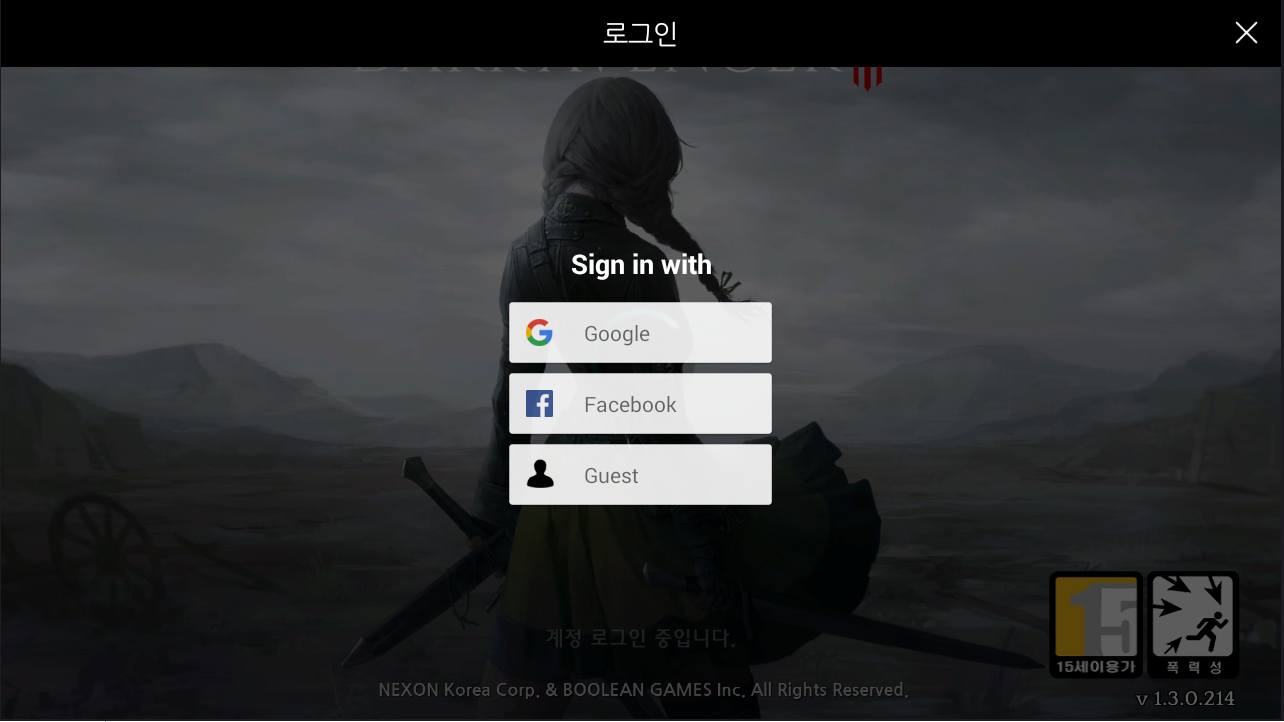 로그인
Sign in with
Google
Facebook
Guest
계정 로그인 중입니다.
15
15세이용가
폭력성
NEXON Korea Corp. & BOOLEAN GAMES Inc. All Rights Reserved.
v 1.3.0.214